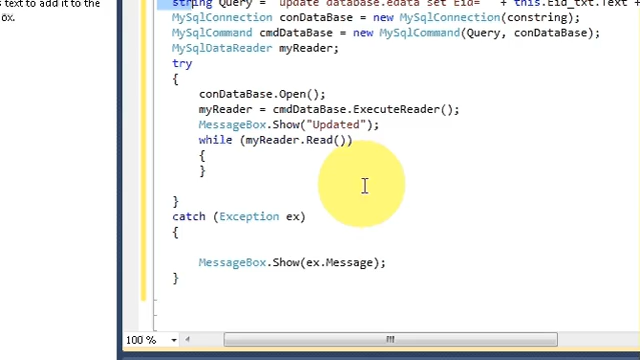 s text to add it to the
ox.
string Query = "update database.edata set Eid='" + this.Eid_txt.Text +
MySqlConnection conDataBase = new MySqlConnection(constring);
MySqlCommand cmdDataBase = new MySqlCommand(Query, conDataBase);
MySqlDataReader myReader;
try
{
conDataBase.Open();
myReader = cmdDataBase.ExecuteReader();
MessageBox.Show("Updated");
while (myReader.Read())
{
}
}
catch (Exception ex)
{
MessageBox.Show(ex.Message);
}
100 %